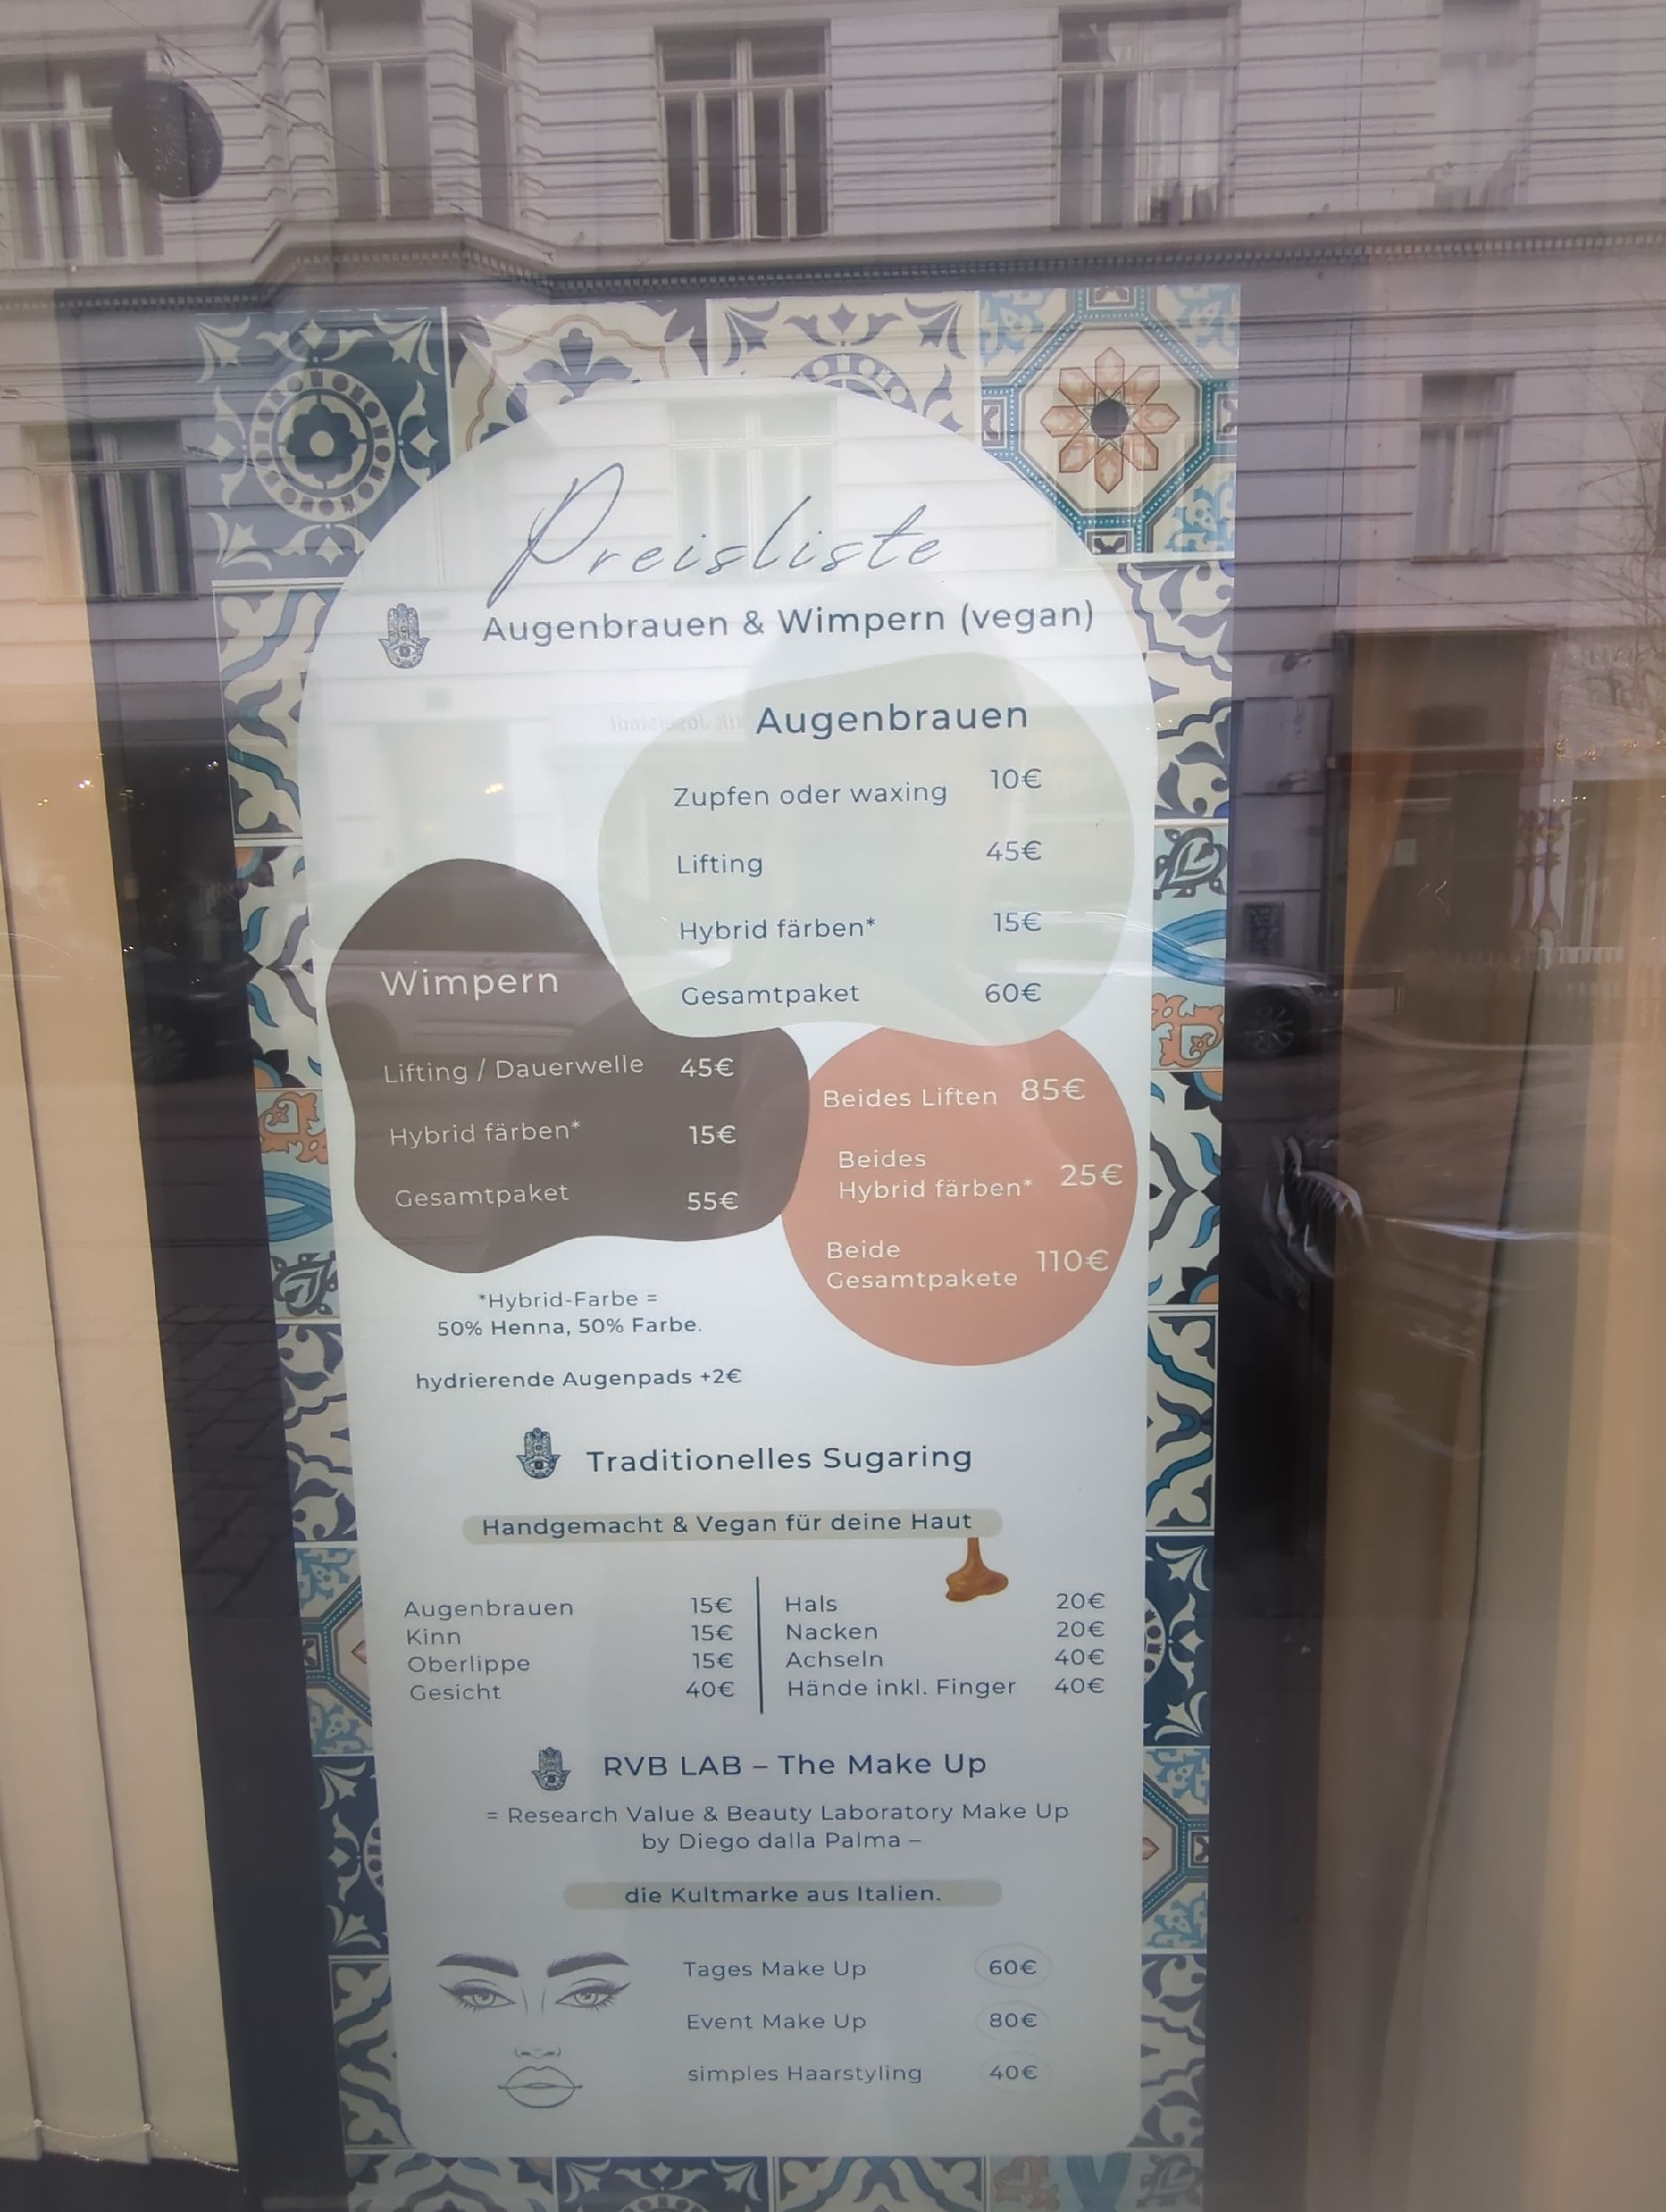 Preisliste
Augenbrauen & Wimpern (vegan)
Augenbrauen
Zupfen oder waxing 10€
Lifting 45€
Hybrid färben* 15€
Gesamtpaket 60€
Wimpern
Lifting / Dauerwelle 45€
Hybrid färben* 15€
Gesamtpaket 55€
Beides Liften 85€
Beides
Hybrid färben* 25€
Beide
Gesamtpakete 110€
*Hybrid-Farbe =
50% Henna, 50% Farbe.
hydrierende Augenpads +2€
Traditionelles Sugaring
Handgemacht & Vegan für deine Haut
Augenbrauen 15€
Kinn 15€
Oberlippe 15€
Gesicht 40€
Hals 20€
Nacken 20€
Achseln 40€
Hände inkl. Finger 40€
RVB LAB – The Make Up
= Research Value & Beauty Laboratory Make Up
by Diego dalla Palma –
die Kultmarke aus Italien.
Tages Make Up 60€
Event Make Up 80€
simples Haarstyling 40€